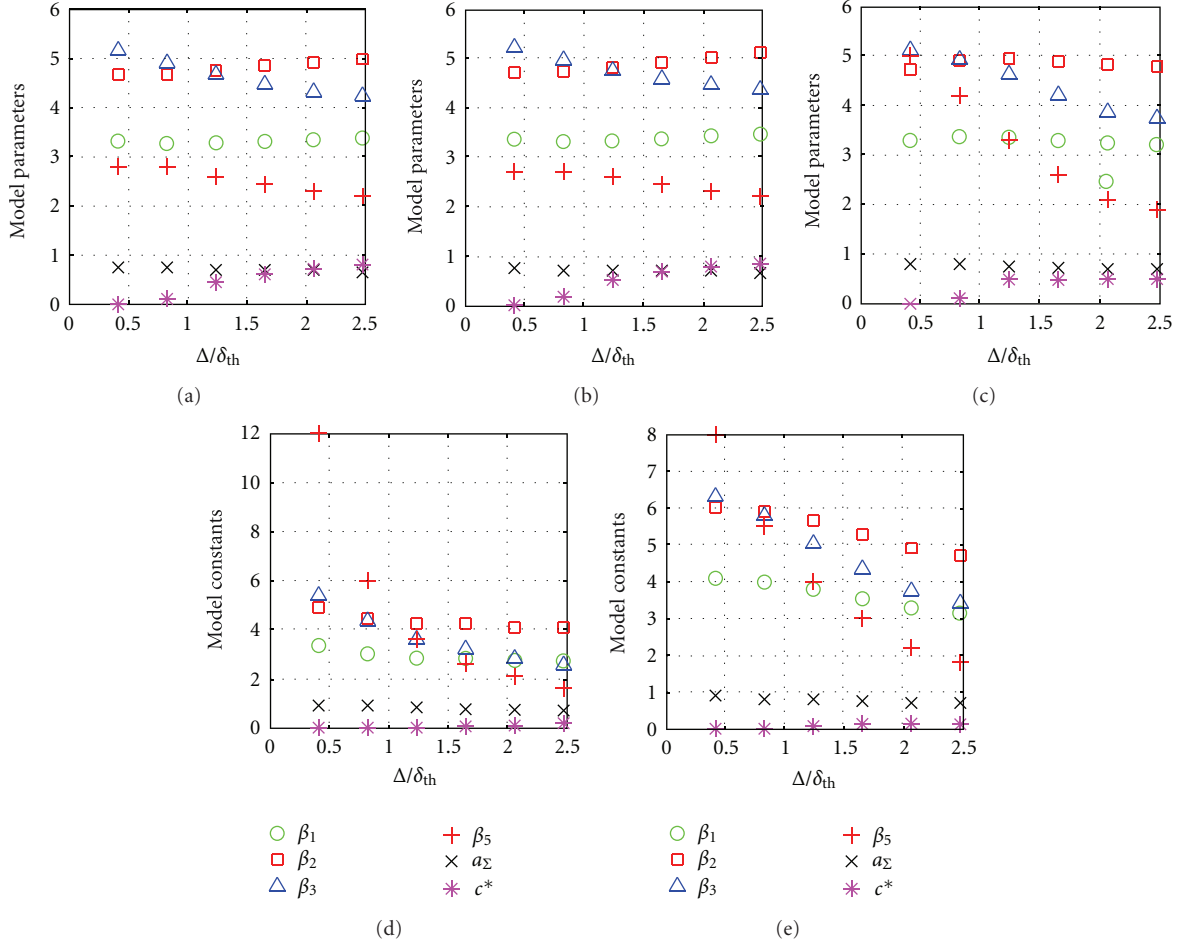 Model parameters
6
5
4
3
2
1
0
0 0.5 1 1.5 2 2.5
Δ/δth
(a)
Model parameters
6
5
4
3
2
1
0
0 0.5 1 1.5 2 2.5
Δ/δth
(b)
Model parameters
6
5
4
3
2
1
0
0 0.5 1 1.5 2 2.5
Δ/δth
(c)
Model constants
12
10
8
6
4
2
0
0 0.5 1 1.5 2 2.5
Δ/δth
β1
β2
β3
β5
aΣ
c*
(d)
Model constants
8
7
6
5
4
3
2
1
0
0 0.5 1 1.5 2 2.5
Δ/δth
β1
β2
β3
β5
aΣ
c*
(e)